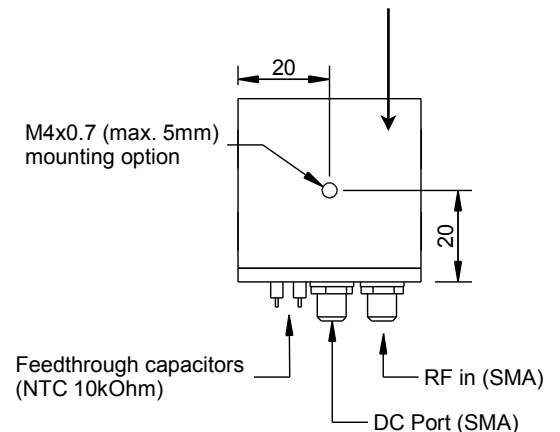 20
M4x0.7 (max. 5mm)
mounting option
20
Feedthrough capacitors
(NTC 10kOhm)
RF in (SMA)
DC Port (SMA)